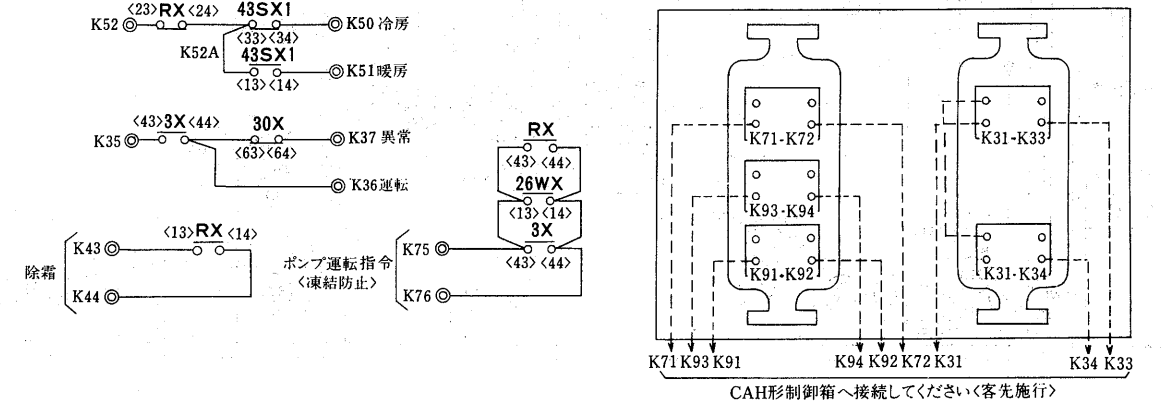 K52 <23> RX <24> 43SX1 K50 冷房
<33> <34>
K52A 43SX1 K51 暖房
<13> <14>
K35 <43> 3X <44> 30X K37 異常
<63> <64>
K36 運転
除霜
K43 <13> RX <14>
K44
ポンプ運転指令
<凍結防止>
K75
K76
RX
<43> <44>
26WX
<13> <14>
3X
<43> <44>
K71-K72
K93-K94
K91-K92
K31-K33
K31-K34
K71 K93 K91 K94 K92 K72 K31 K34 K33
CAH形制御箱へ接続してください<客先施行>